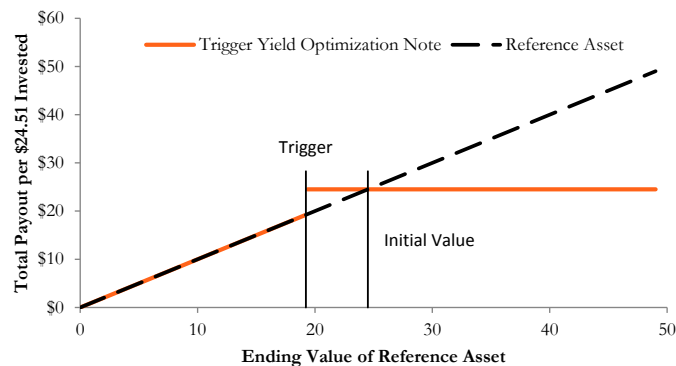 $60
Trigger Yield Optimization Note
Reference Asset
$50
$40
$30
$20
$10
$0
Total Payout per $24.51 Invested
Trigger
Initial Value
0
10
20
30
40
50
Ending Value of Reference Asset